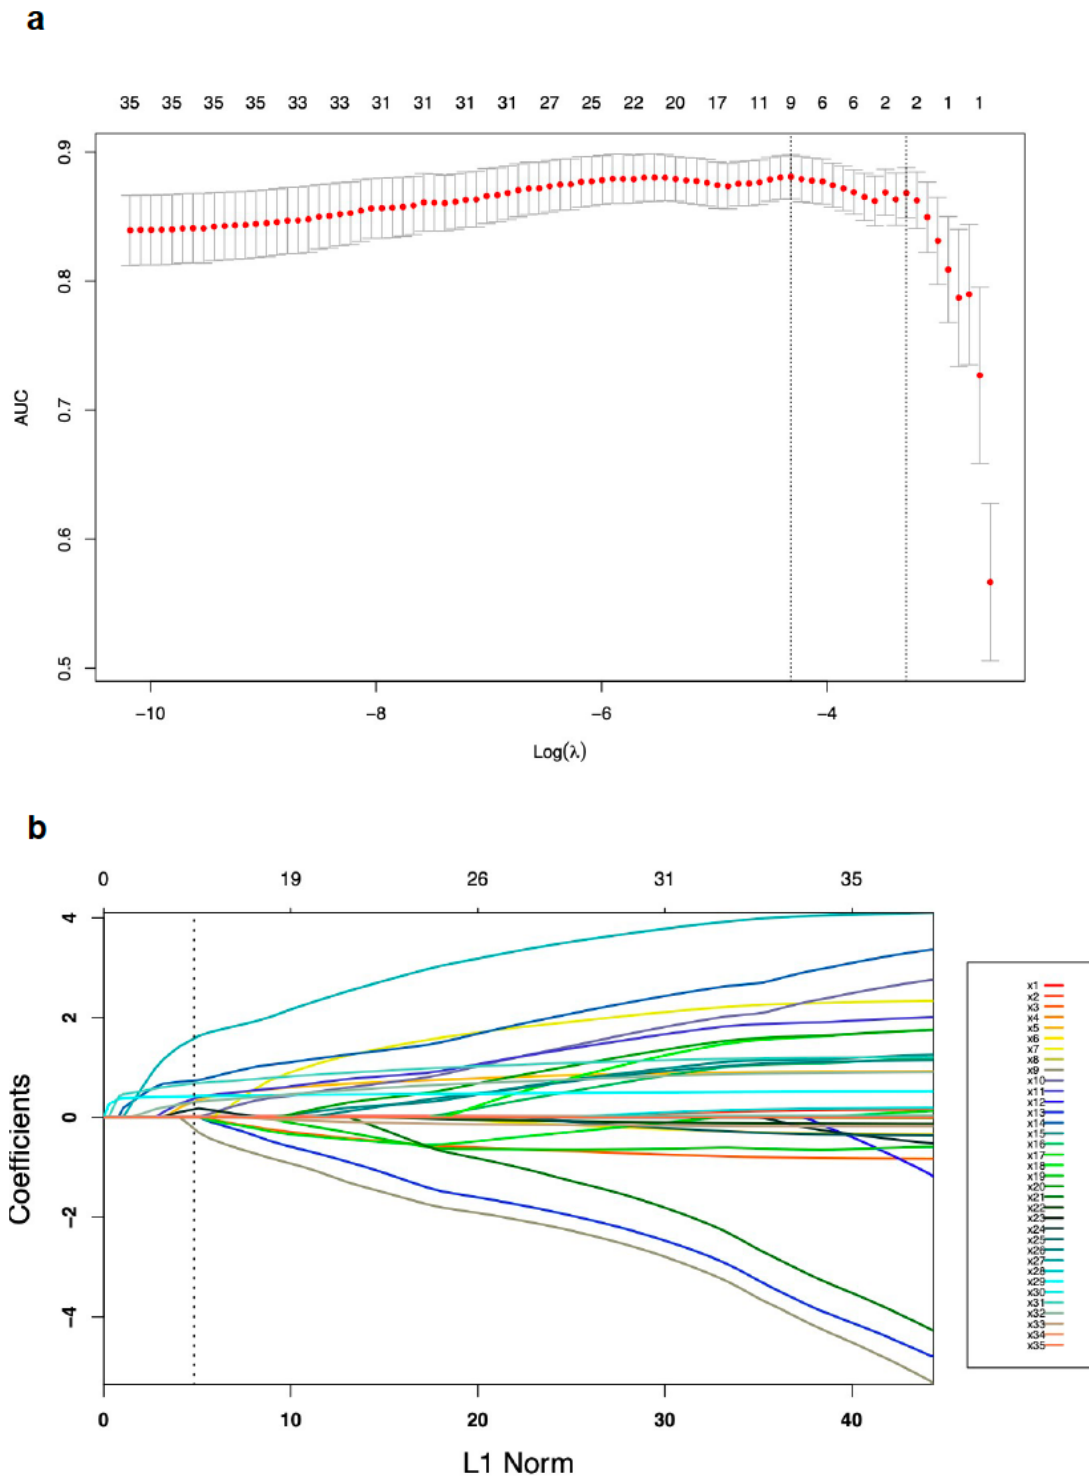 a
35 35 35 35 33 33 31 31 31 31 27 25 22 20 17 11 9 6 6 2 2 1 1
0.9
0.8
0.7
0.6
0.5
AUC
−10 −8 −6 −4
Log(λ)
b
0 19 26 31 35
4
2
0
−2
−4
Coefficients
0 10 20 30 40
L1 Norm
x1
x2
x3
x4
x5
x6
x7
x8
x9
x10
x11
x12
x13
x14
x15
x16
x17
x18
x19
x20
x21
x22
x23
x24
x25
x26
x27
x28
x29
x30
x31
x32
x33
x34
x35